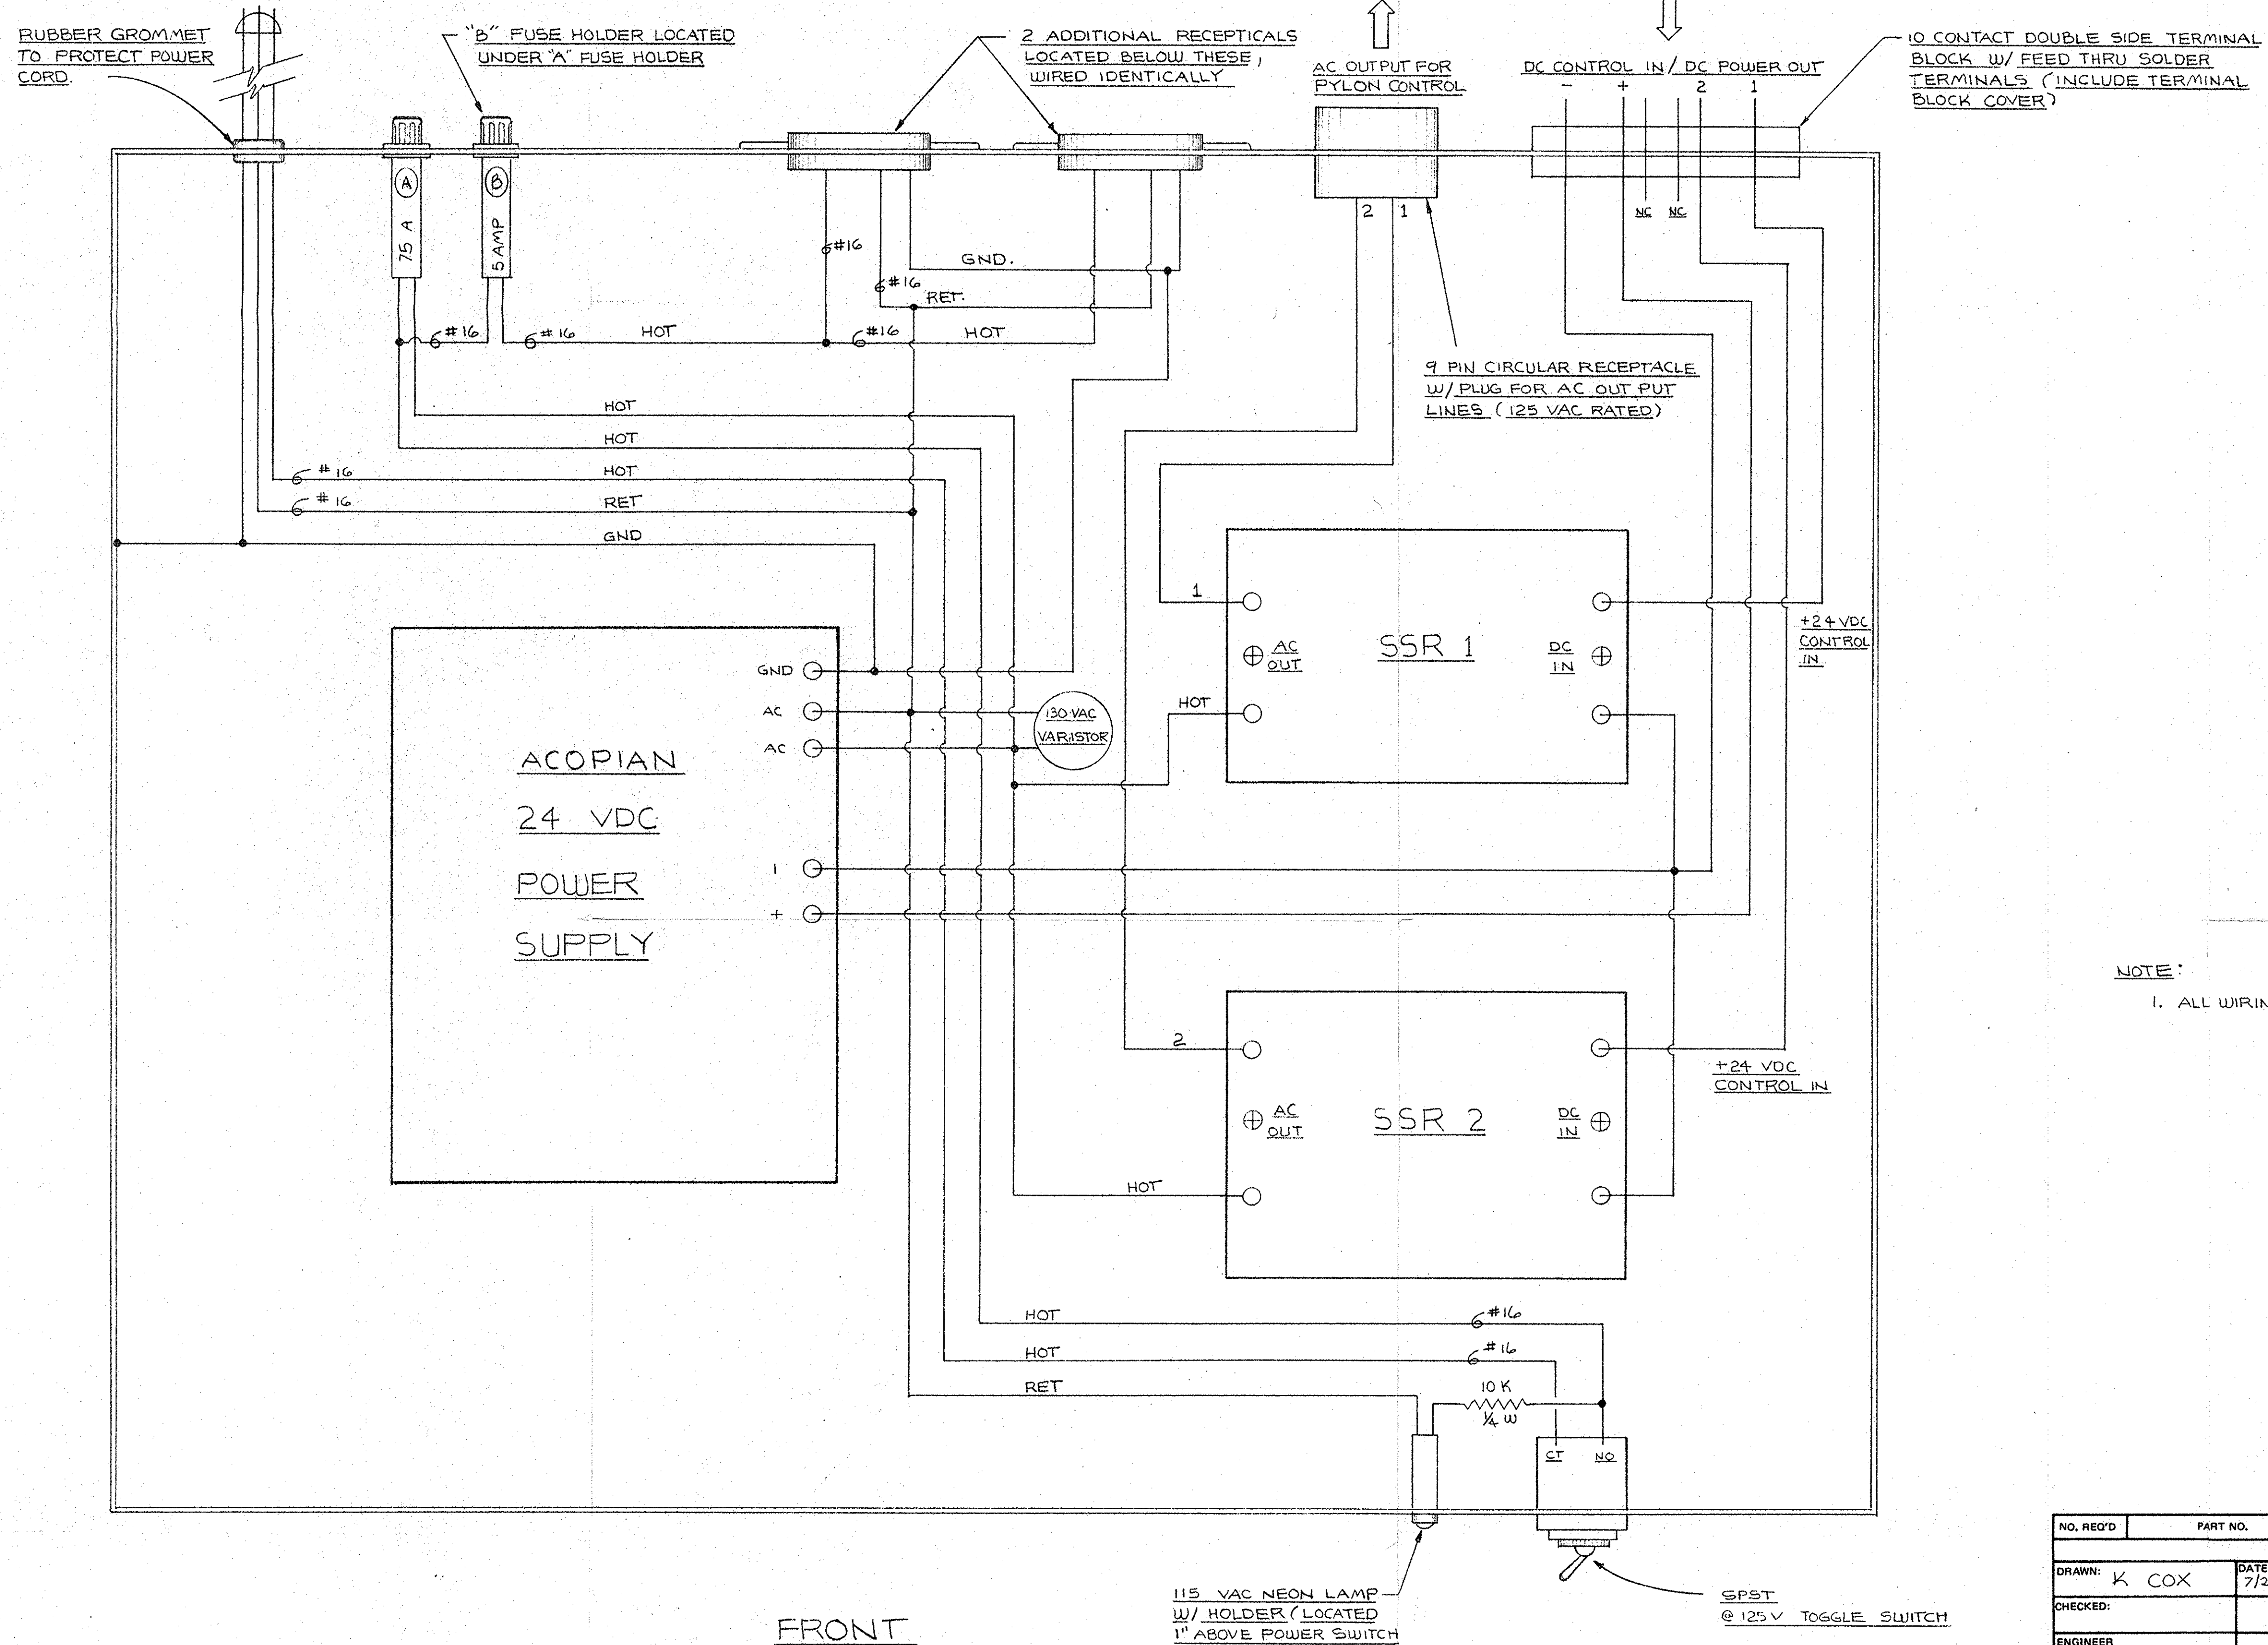 RUBBER GROMMET
TO PROTECT POWER
CORD.
"B" FUSE HOLDER LOCATED
UNDER "A" FUSE HOLDER
2 ADDITIONAL RECEPTICALS
LOCATED BELOW THESE,
WIRED IDENTICALLY
AC OUTPUT FOR
PYLON CONTROL
DC CONTROL IN / DC POWER OUT
- + 2 1
10 CONTACT DOUBLE SIDE TERMINAL
BLOCK W/ FEED THRU SOLDER
TERMINALS (INCLUDE TERMINAL
BLOCK COVER)
A
B
75 A
5 AMP
2 1
NC NC
#16
GND.
#16
RET.
#16
#16
HOT
#16
HOT
9 PIN CIRCULAR RECEPTACLE
W/ PLUG FOR AC OUT PUT
LINES (125 VAC RATED)
HOT
HOT
#16
HOT
#16
RET
GND
1
AC
OUT
SSR 1
DC
IN
HOT
+24 VDC
CONTROL
IN
GND
AC
AC
130 VAC
VARISTOR
ACOPIAN
24 VDC
POWER
SUPPLY
I
+
NOTE:
1. ALL WIRIN
2
AC
OUT
SSR 2
DC
IN
HOT
+24 VDC
CONTROL IN
HOT
#16
HOT
#16
RET
10 K
1/4 W
CT NO
115 VAC NEON LAMP
W/ HOLDER (LOCATED
1" ABOVE POWER SWITCH
SPST
@ 125V TOGGLE SWITCH
FRONT
NO. REQ'D PART NO.
DRAWN: K COX DATE 7/2
CHECKED:
ENGINEER